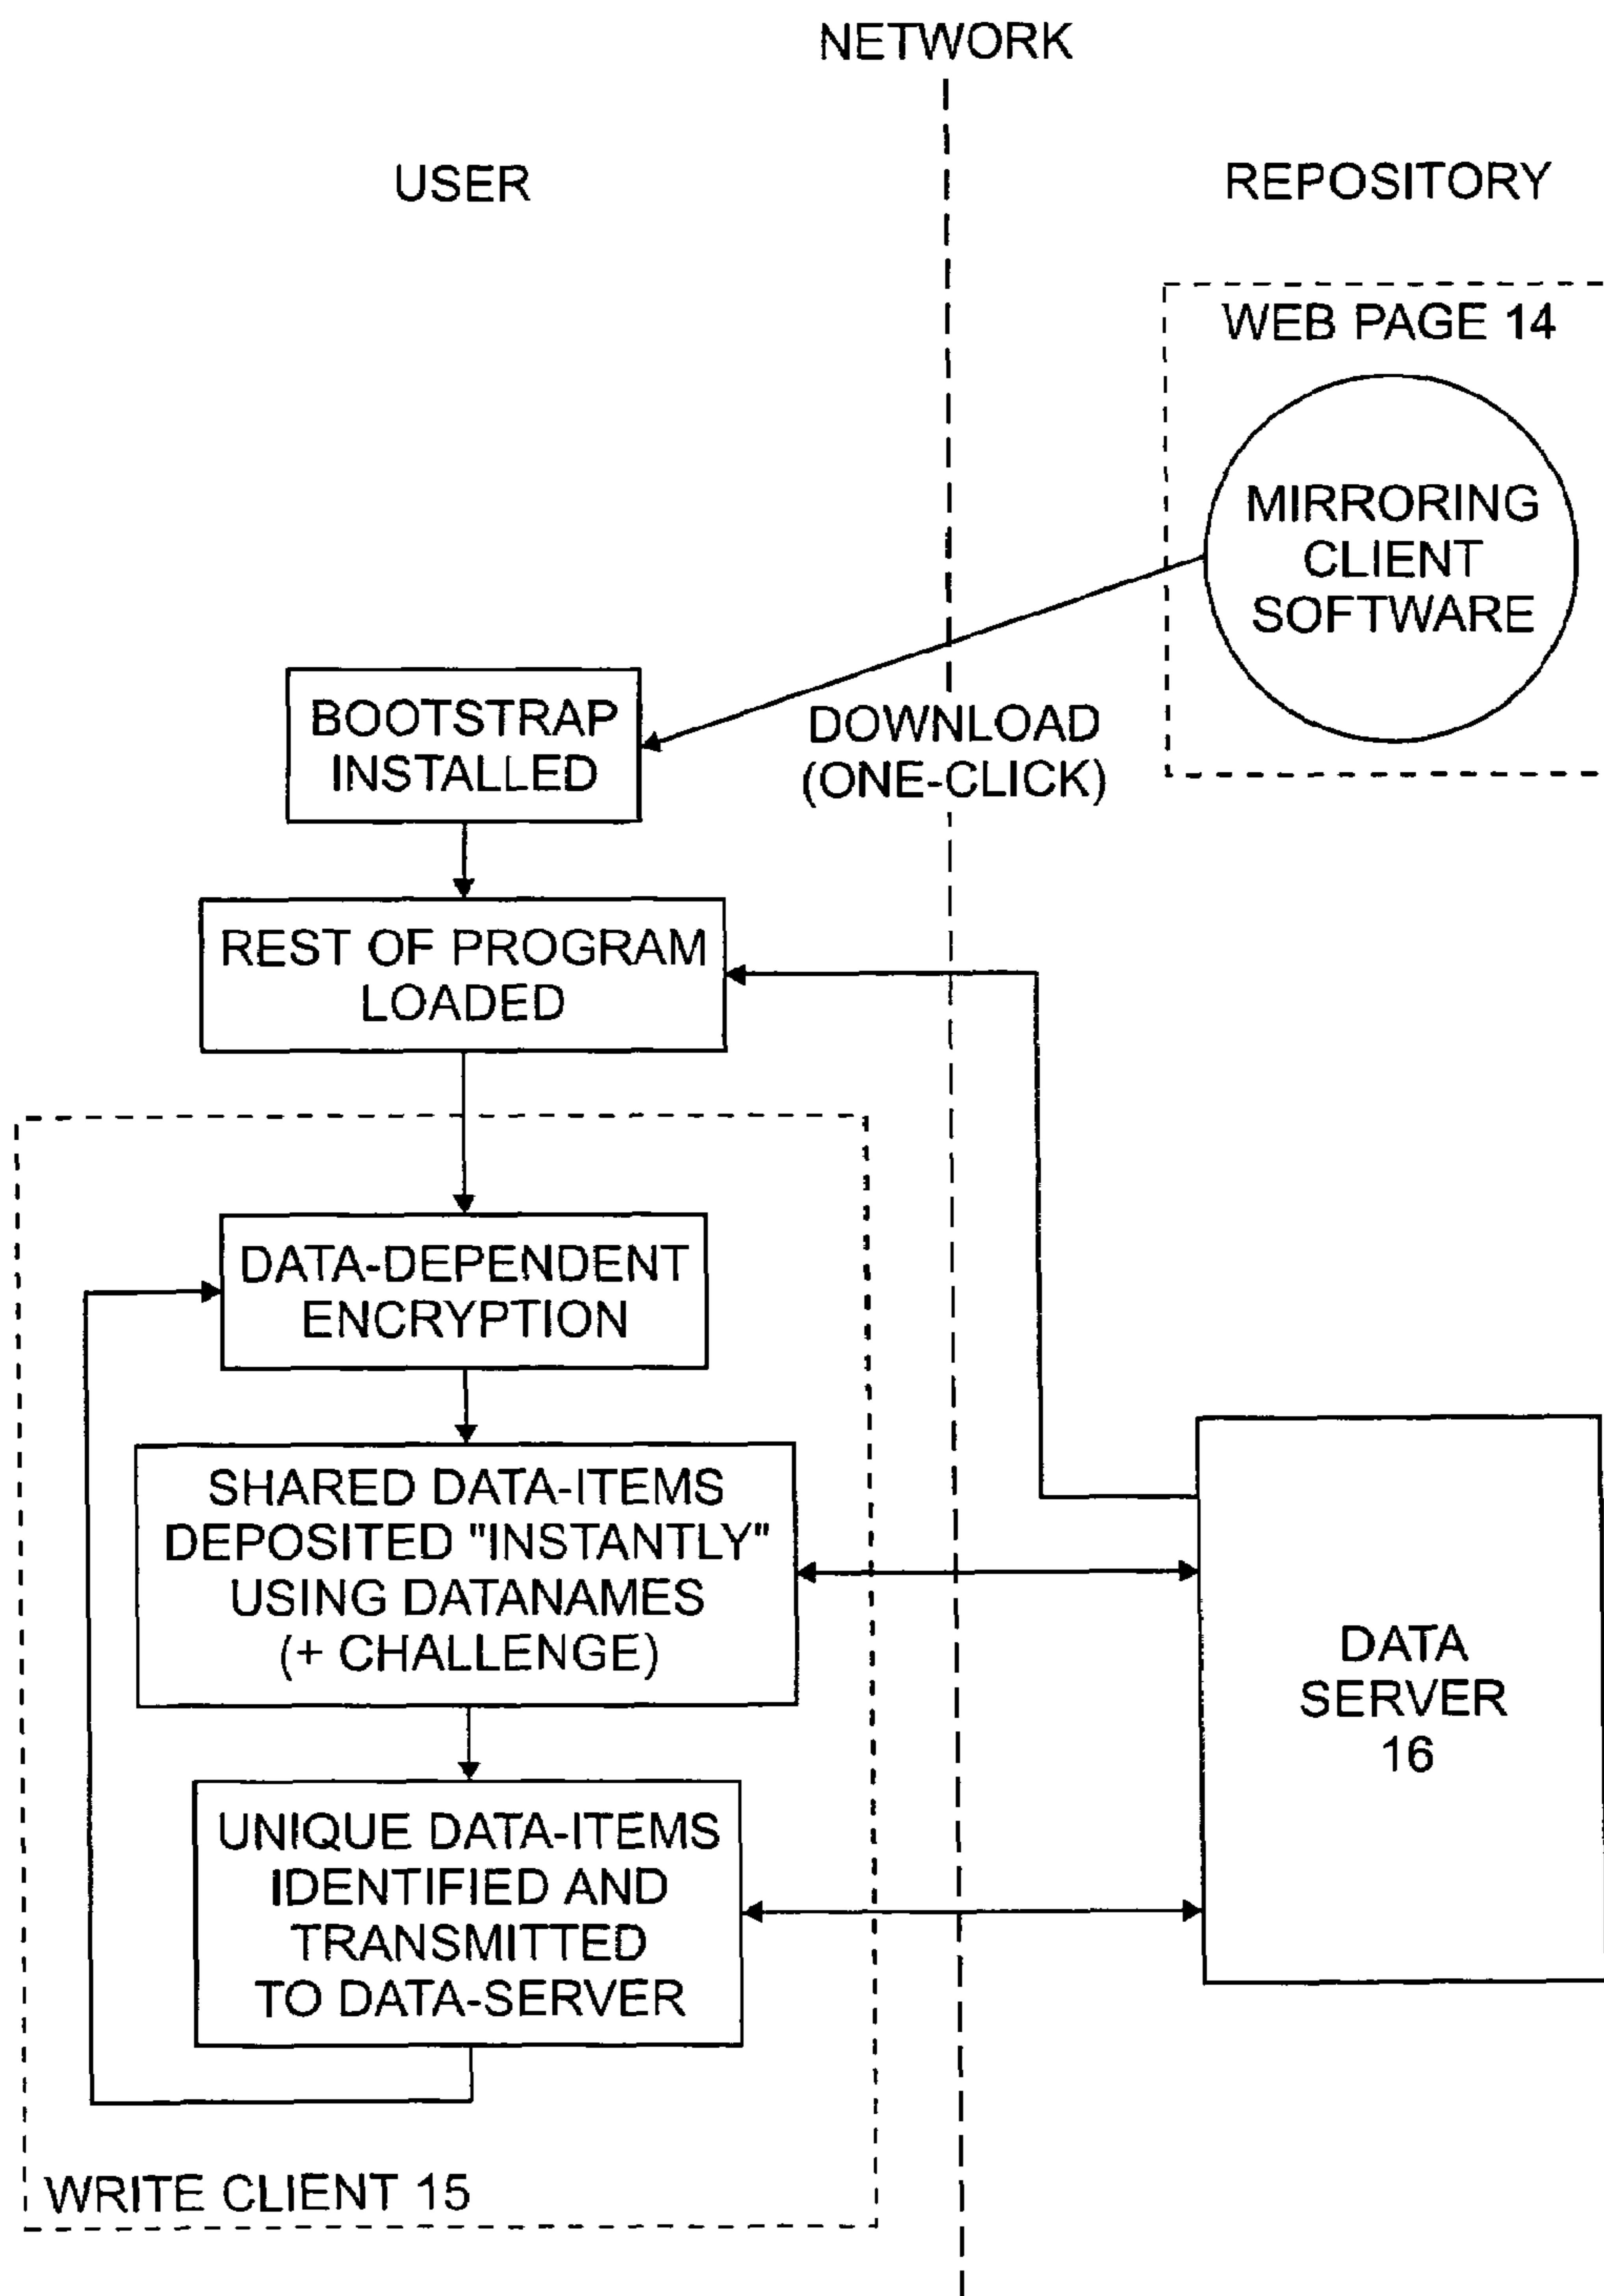 NETWORK
USER
REPOSITORY
WEB PAGE 14
MIRRORING
CLIENT
SOFTWARE
BOOTSTRAP
INSTALLED
DOWNLOAD
(ONE-CLICK)
REST OF PROGRAM
LOADED
DATA-DEPENDENT
ENCRYPTION
SHARED DATA-ITEMS
DEPOSITED "INSTANTLY"
USING DATANAMES
(+ CHALLENGE)
DATA
SERVER
16
UNIQUE DATA-ITEMS
IDENTIFIED AND
TRANSMITTED
TO DATA-SERVER
WRITE CLIENT 15